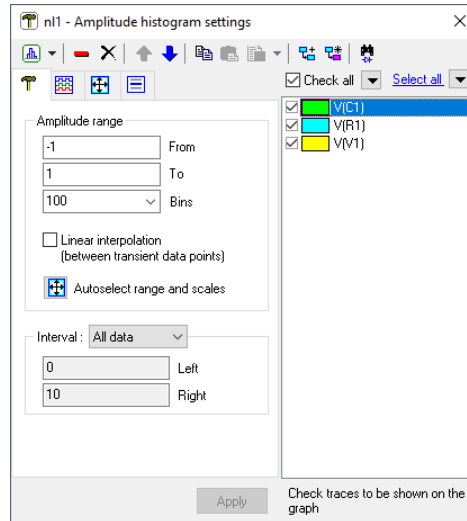 nl1 - Amplitude histogram settings
Check all
Select all
Amplitude range
-1 From
1 To
100 Bins
Linear interpolation
(between transient data points)
Autoselect range and scales
Interval : All data
0 Left
10 Right
V(C1)
V(R1)
V(V1)
Apply
Check traces to be shown on the
graph